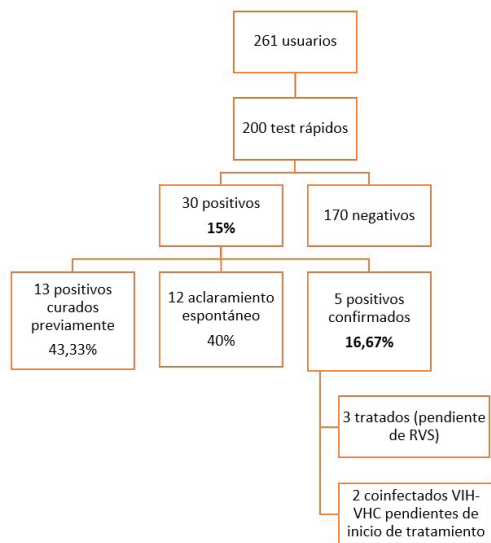 261 usuarios
200 test rápidos
30 positivos
15%
170 negativos
13 positivos
curados
previamente
43,33%
12 aclaramiento
espontáneo
40%
5 positivos
confirmados
16,67%
3 tratados (pendiente
de RVS)
2 coinfectados VIH-
VHC pendientes de
inicio de tratamiento